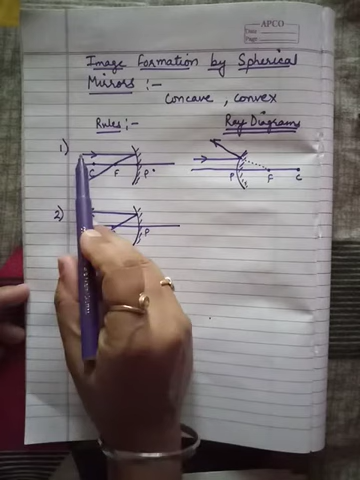 APCO
Date
Page
Image Formation by Spherical
Mirrors :-
Concave , convex
Rules :-
Ray Diagrams
1)
C F P
P F C
2)
P